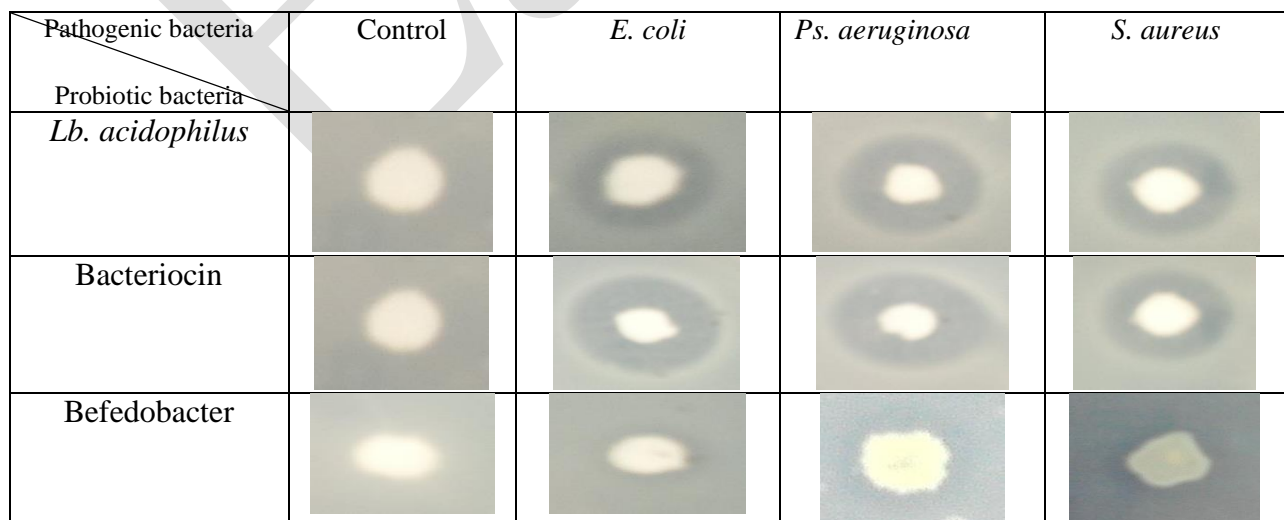 Pathogenic bacteria
Probiotic bacteria
Control
E. coli
Ps. aeruginosa
S. aureus
Lb. acidophilus
Bacteriocin
Befedobacter